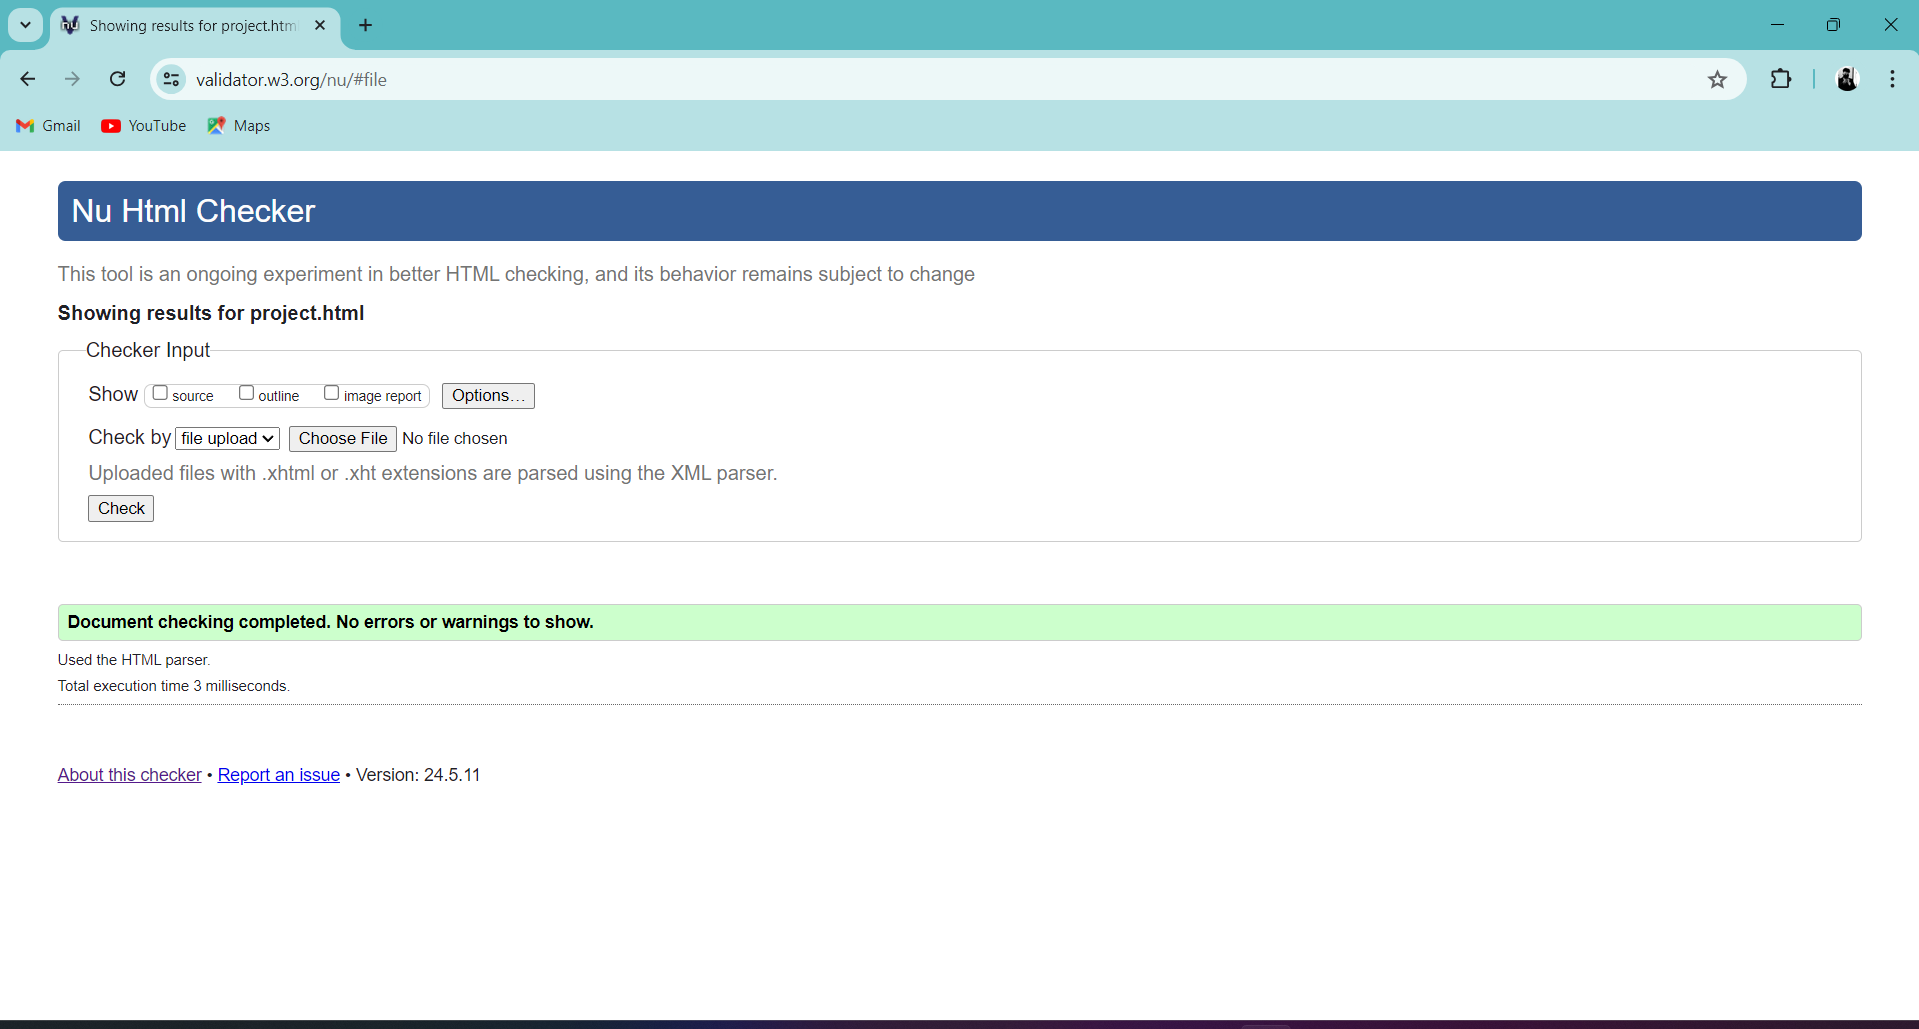 Showing results for project.htm
validator.w3.org/nu/#file
Gmail YouTube Maps
Nu Html Checker
This tool is an ongoing experiment in better HTML checking, and its behavior remains subject to change
Showing results for project.html
Checker Input
Show source outline image report Options…
Check by file upload Choose File No file chosen
Uploaded files with .xhtml or .xht extensions are parsed using the XML parser.
Check
Document checking completed. No errors or warnings to show.
Used the HTML parser.
Total execution time 3 milliseconds.
About this checker • Report an issue • Version: 24.5.11